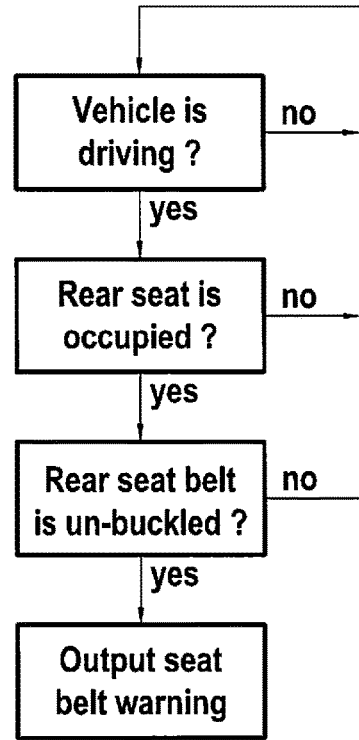 Vehicle is
driving ?
no
yes
Rear seat is
occupied ?
no
yes
Rear seat belt
is un-buckled ?
no
yes
Output seat
belt warning